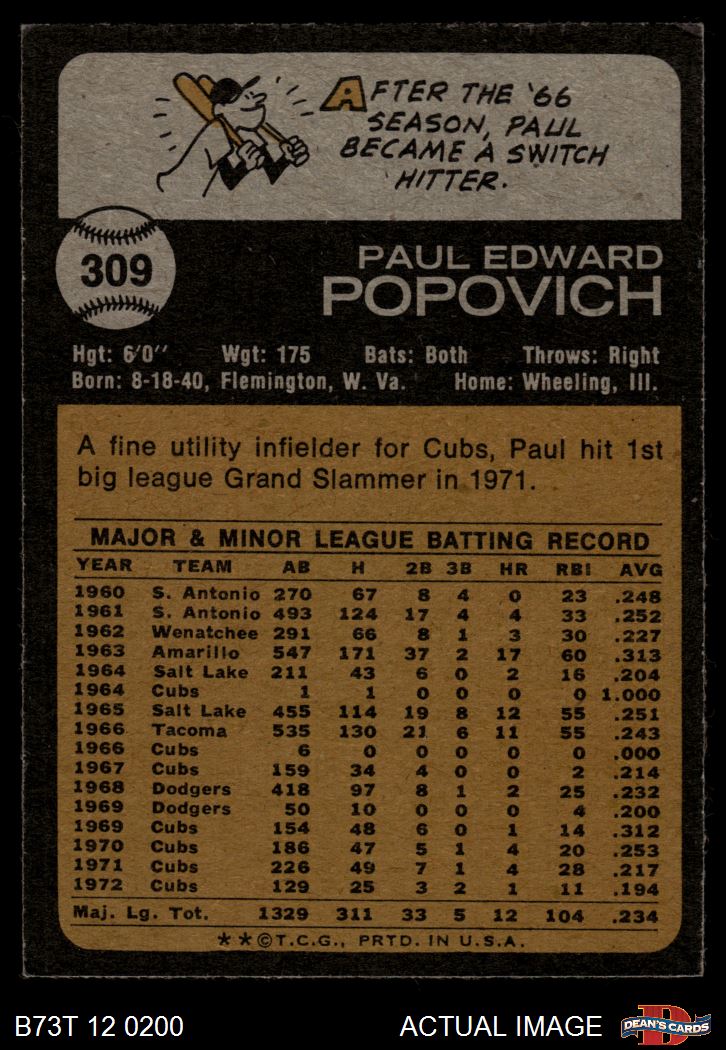 AFTER THE '66
SEASON, PAUL
BECAME A SWITCH
HITTER.
309
PAUL EDWARD
POPOVICH
Hgt: 6'0" Wgt: 175 Bats: Both Throws: Right
Born: 8-18-40, Flemington, W. Va. Home: Wheeling, Ill.
A fine utility infielder for Cubs, Paul hit 1st
big league Grand Slammer in 1971.
MAJOR & MINOR LEAGUE BATTING RECORD
YEAR TEAM AB H 2B 3B HR RBI AVG
1960 S. Antonio 270 67 8 4 0 23 .248
1961 S. Antonio 493 124 17 4 4 33 .252
1962 Wenatchee 291 66 8 1 3 30 .227
1963 Amarillo 547 171 37 2 17 60 .313
1964 Salt Lake 211 43 6 0 2 16 .204
1964 Cubs 1 1 0 0 0 0 1.000
1965 Salt Lake 455 114 19 8 12 55 .251
1966 Tacoma 535 130 21 6 11 55 .243
1966 Cubs 6 0 0 0 0 0 .000
1967 Cubs 159 34 4 0 0 2 .214
1968 Dodgers 418 97 8 1 2 25 .232
1969 Dodgers 50 10 0 0 0 4 .200
1969 Cubs 154 48 6 0 1 14 .312
1970 Cubs 186 47 5 1 4 20 .253
1971 Cubs 226 49 7 1 4 28 .217
1972 Cubs 129 25 3 2 1 11 .194
Maj. Lg. Tot. 1329 311 33 5 12 104 .234
**©T.C.G., PRTD. IN U.S.A.
B73T 12 0200 ACTUAL IMAGE D DEAN'S CARDS